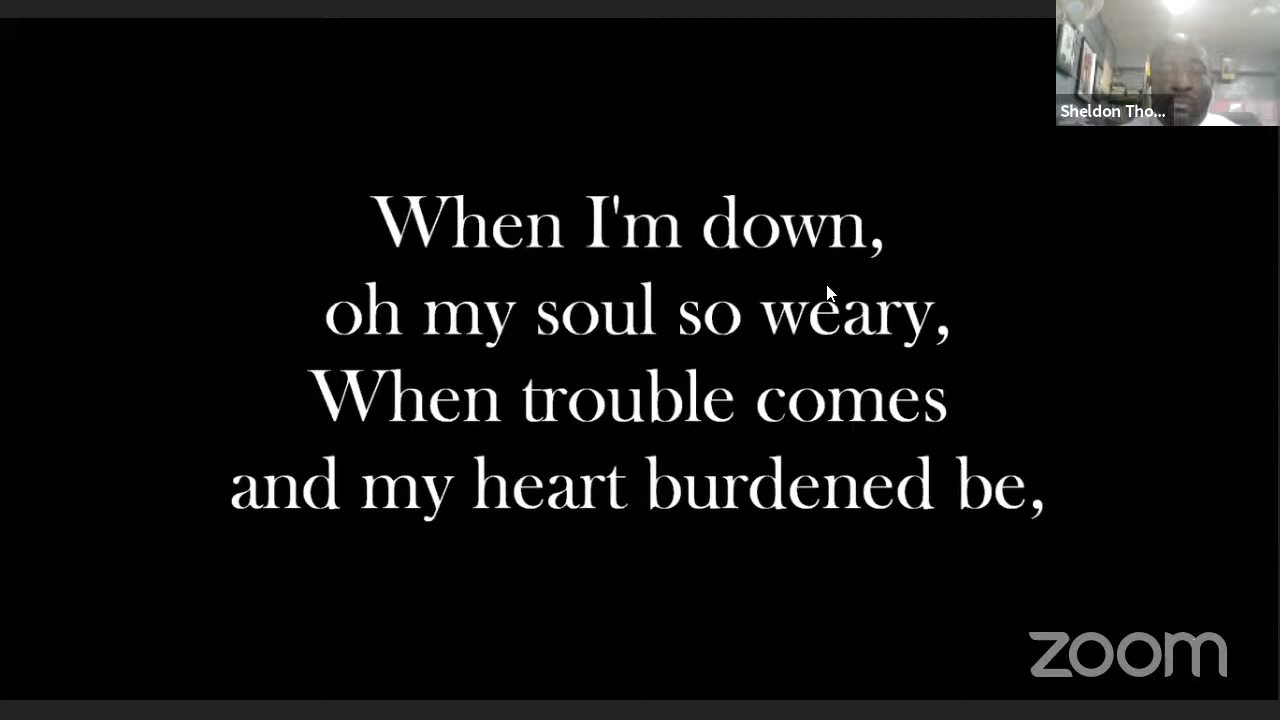 Sheldon Tho...
When I'm down,
oh my soul so weary,
When trouble comes
and my heart burdened be,
zoom